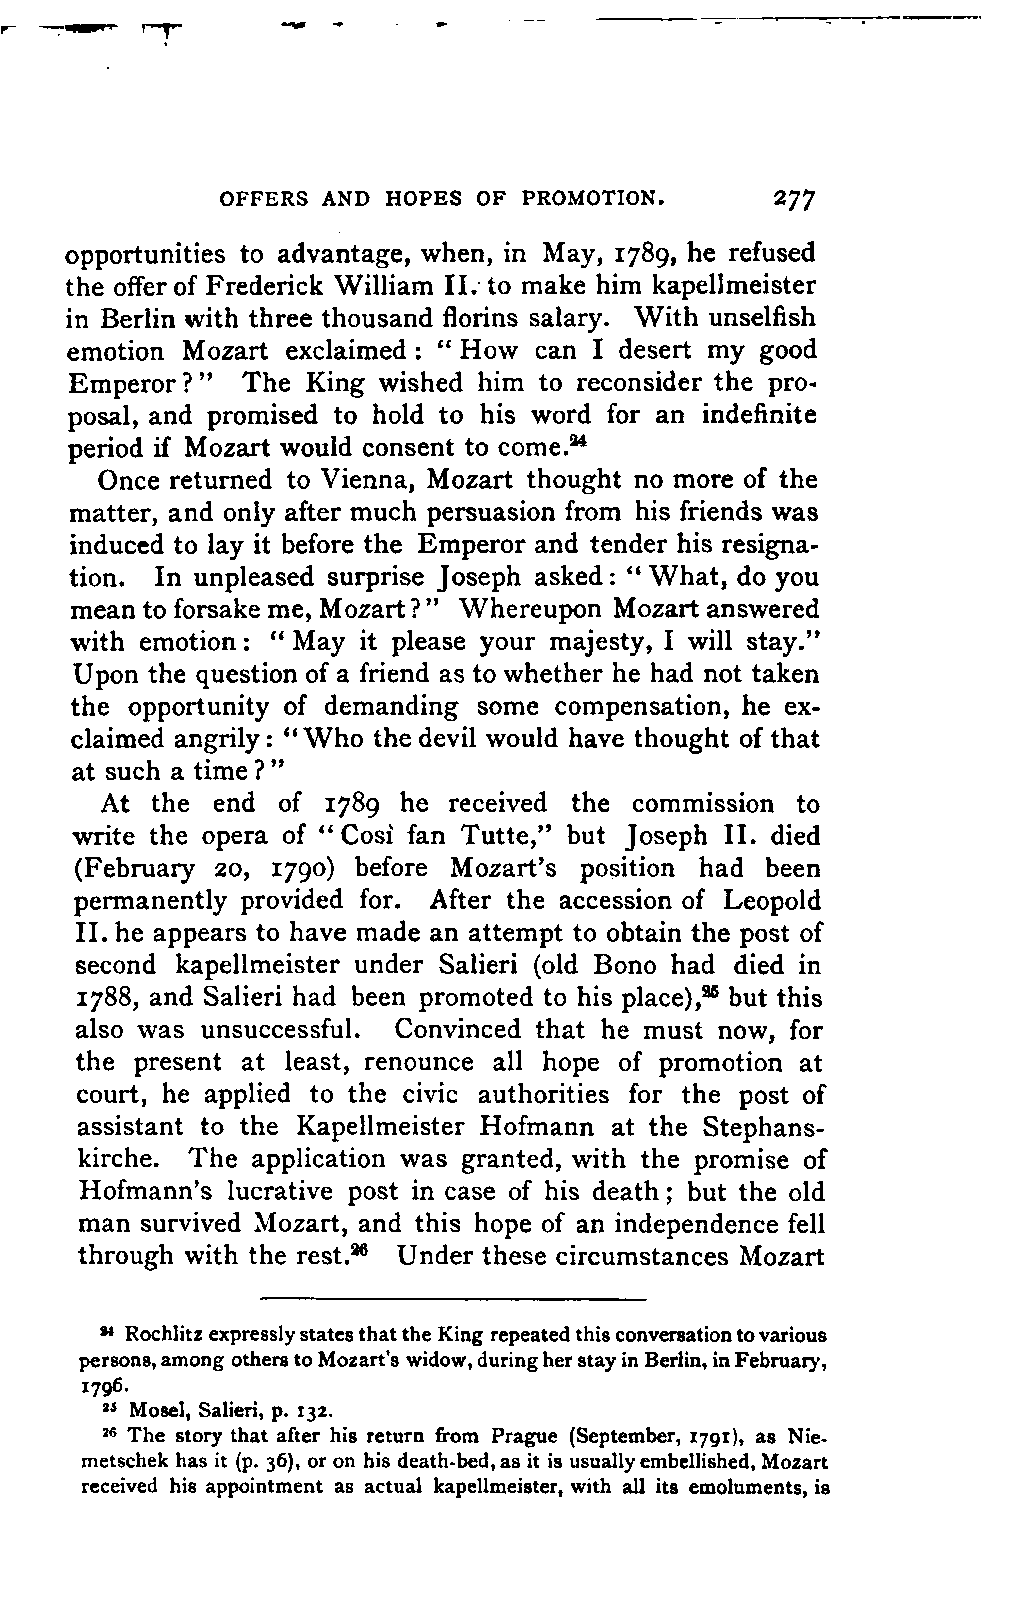 OFFERS AND HOPES OF PROMOTION. 277
opportunities to advantage, when, in May, 1789, he refused
the offer of Frederick William II. to make him kapellmeister
in Berlin with three thousand florins salary. With unselfish
emotion Mozart exclaimed : “ How can I desert my good
Emperor ? ” The King wished him to reconsider the pro-
posal, and promised to hold to his word for an indefinite
period if Mozart would consent to come.²⁴
Once returned to Vienna, Mozart thought no more of the
matter, and only after much persuasion from his friends was
induced to lay it before the Emperor and tender his resigna-
tion. In unpleased surprise Joseph asked : “ What, do you
mean to forsake me, Mozart ? ” Whereupon Mozart answered
with emotion : “ May it please your majesty, I will stay.”
Upon the question of a friend as to whether he had not taken
the opportunity of demanding some compensation, he ex-
claimed angrily : “ Who the devil would have thought of that
at such a time ? ”
At the end of 1789 he received the commission to
write the opera of “ Così fan Tutte,” but Joseph II. died
(February 20, 1790) before Mozart’s position had been
permanently provided for. After the accession of Leopold
II. he appears to have made an attempt to obtain the post of
second kapellmeister under Salieri (old Bono had died in
1788, and Salieri had been promoted to his place),²⁵ but this
also was unsuccessful. Convinced that he must now, for
the present at least, renounce all hope of promotion at
court, he applied to the civic authorities for the post of
assistant to the Kapellmeister Hofmann at the Stephans-
kirche. The application was granted, with the promise of
Hofmann’s lucrative post in case of his death ; but the old
man survived Mozart, and this hope of an independence fell
through with the rest.²⁶ Under these circumstances Mozart
²⁴ Rochlitz expressly states that the King repeated this conversation to various
persons, among others to Mozart’s widow, during her stay in Berlin, in February,
1796.
²⁵ Mosel, Salieri, p. 132.
²⁶ The story that after his return from Prague (September, 1791), as Nie-
metschek has it (p. 36), or on his death-bed, as it is usually embellished, Mozart
received his appointment as actual kapellmeister, with all its emoluments, is